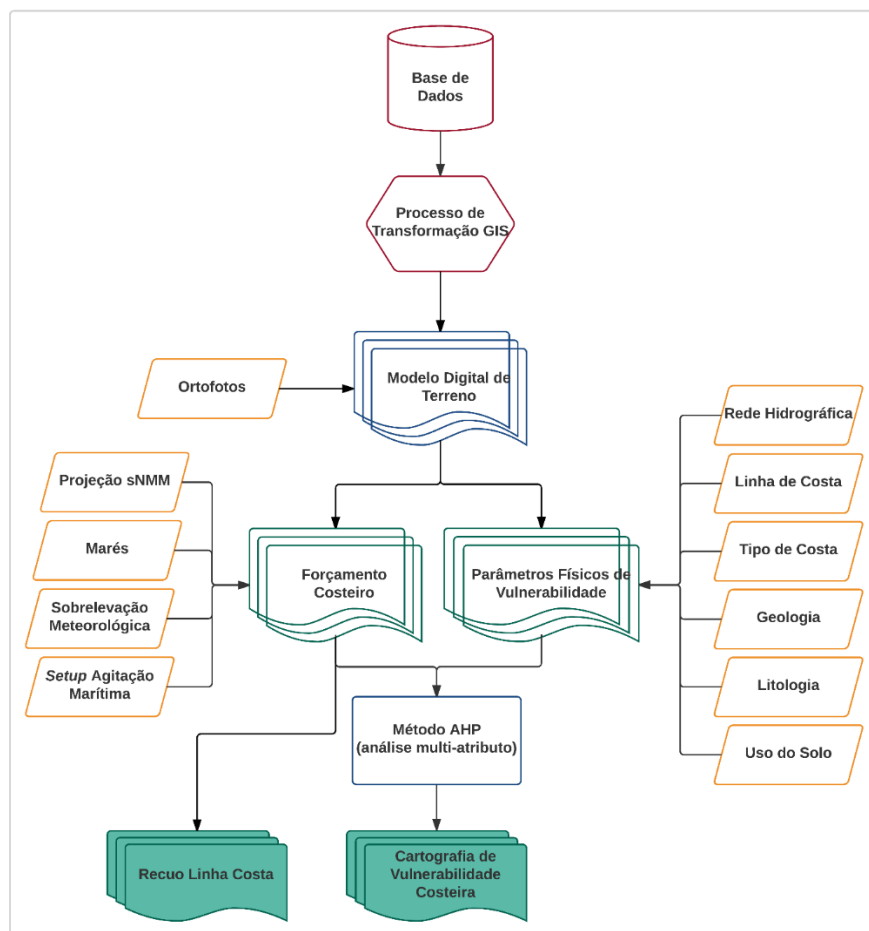 Base de
Dados
Processo de
Transformação GIS
Ortofotos
Modelo Digital de
Terreno
Projeção sNMM
Marés
Sobrelevação
Meteorológica
Setup Agitação
Marítima
Forçamento
Costeiro
Parâmetros Físicos de
Vulnerabilidade
Rede Hidrográfica
Linha de Costa
Tipo de Costa
Geologia
Litologia
Uso do Solo
Método AHP
(análise multi-atributo)
Recuo Linha Costa
Cartografia de
Vulnerabilidade
Costeira